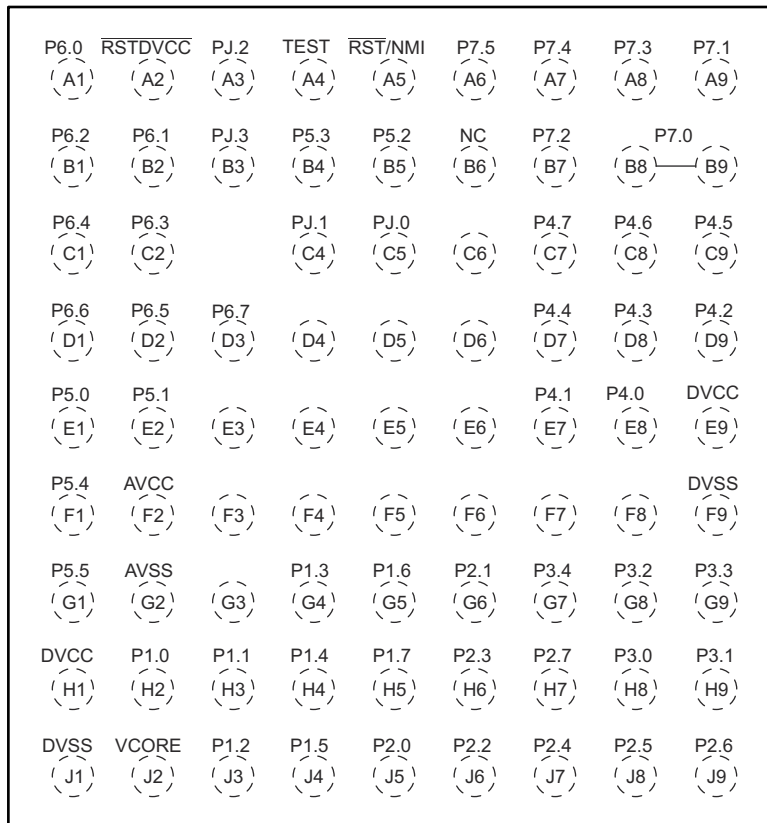 P6.0 RSTDVCC PJ.2 TEST RST/NMI P7.5 P7.4 P7.3 P7.1
A1 A2 A3 A4 A5 A6 A7 A8 A9
P6.2 P6.1 PJ.3 P5.3 P5.2 NC P7.2 P7.0
B1 B2 B3 B4 B5 B6 B7 B8 B9
P6.4 P6.3 PJ.1 PJ.0 P4.7 P4.6 P4.5
C1 C2 C4 C5 C6 C7 C8 C9
P6.6 P6.5 P6.7 P4.4 P4.3 P4.2
D1 D2 D3 D4 D5 D6 D7 D8 D9
P5.0 P5.1 P4.1 P4.0 DVCC
E1 E2 E3 E4 E5 E6 E7 E8 E9
P5.4 AVCC DVSS
F1 F2 F3 F4 F5 F6 F7 F8 F9
P5.5 AVSS P1.3 P1.6 P2.1 P3.4 P3.2 P3.3
G1 G2 G3 G4 G5 G6 G7 G8 G9
DVCC P1.0 P1.1 P1.4 P1.7 P2.3 P2.7 P3.0 P3.1
H1 H2 H3 H4 H5 H6 H7 H8 H9
DVSS VCORE P1.2 P1.5 P2.0 P2.2 P2.4 P2.5 P2.6
J1 J2 J3 J4 J5 J6 J7 J8 J9